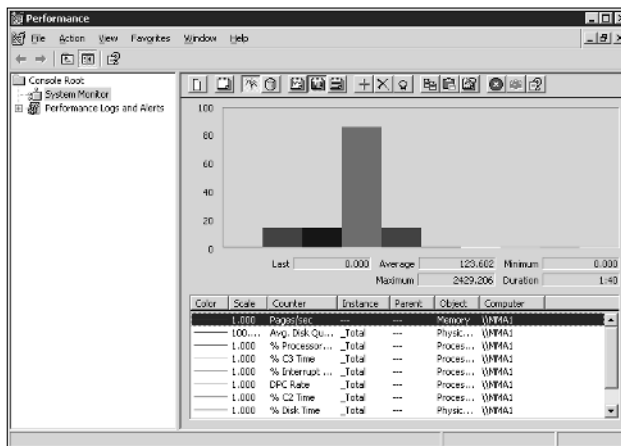 Performance
File Action View Favorites Window Help
Console Root
System Monitor
Performance Logs and Alerts
100
80
60
40
20
0
Last 0.000 Average 123.602 Minimum 0.000
Maximum 2429.206 Duration 1:40
Color Scale Counter Instance Parent Object Computer
1.000 Pages/sec --- --- Memory \\MMA1
100.... Avg. Disk Qu... _Total --- Physic... \\MMA1
1.000 % Processor... _Total --- Proces... \\MMA1
1.000 % C3 Time _Total --- Proces... \\MMA1
1.000 % Interrupt ... _Total --- Proces... \\MMA1
1.000 DPC Rate _Total --- Proces... \\MMA1
1.000 % C2 Time _Total --- Proces... \\MMA1
1.000 % Disk Time _Total --- Physic... \\MMA1